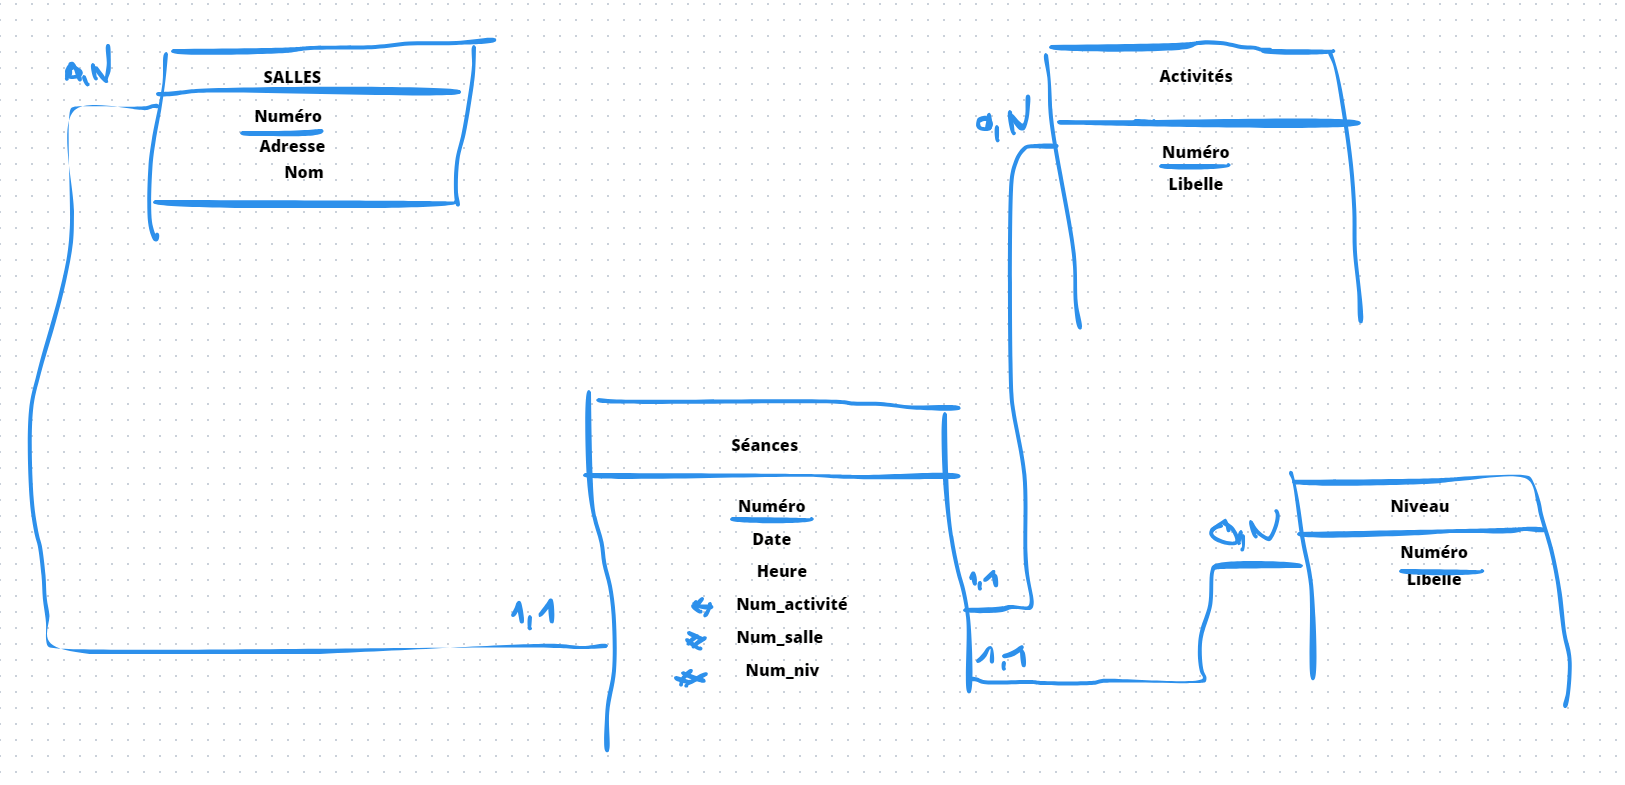 0,N
SALLES
Numéro
Adresse
Nom
Activités
0,N
Numéro
Libelle
Séances
Numéro
Date
Heure
Num_activité
Num_salle
Num_niv
1,1
1,1
1,1
Niveau
0,N
Numéro
Libelle